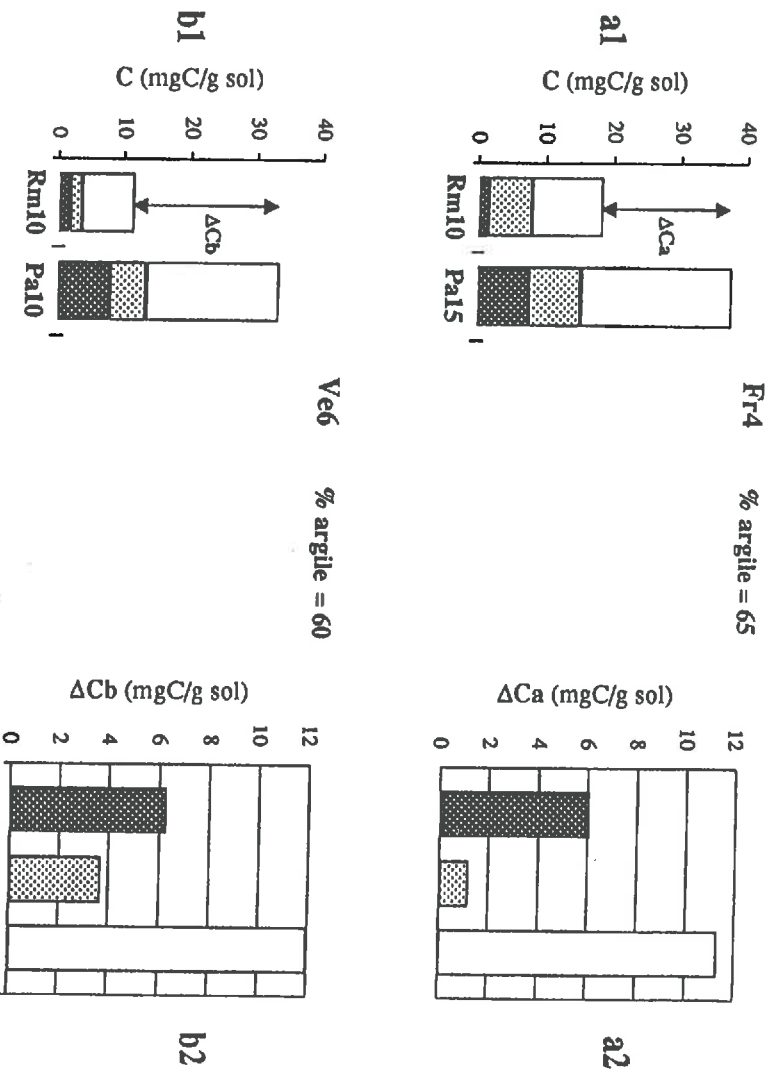 Fr4
% argile = 65
a1
C (mgC/g sol)
40
30
20
10
0
ΔCa
Rm10
Pa15
ΔCa (mgC/g sol)
12
10
8
6
4
2
0
a2
Ve6
% argile = 60
b1
C (mgC/g sol)
40
30
20
10
0
ΔCb
Rm10
Pa10
ΔCb (mgC/g sol)
12
10
8
6
4
2
0
b2